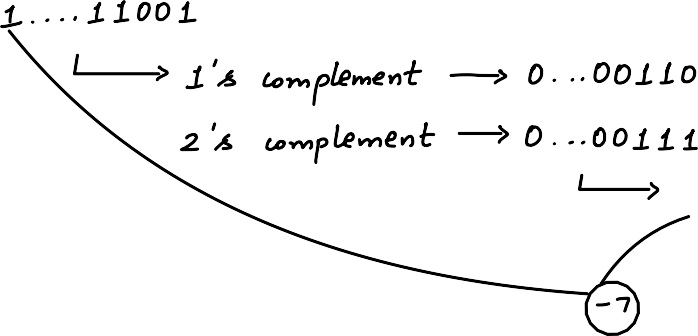 1....11001
1's complement → 0...00110
2's complement → 0...00111
-7